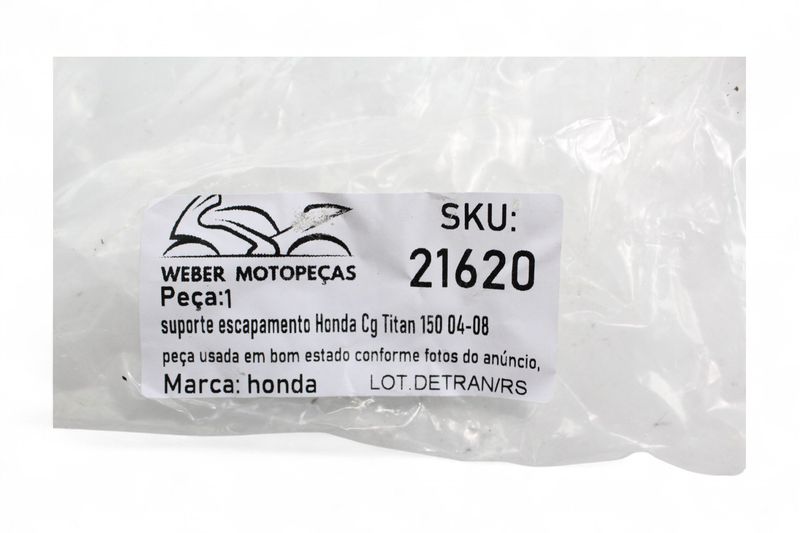 WEBER MOTOPEÇAS
SKU:
21620
Peça:1
suporte escapamento Honda Cg Titan 150 04-08
peça usada em bom estado conforme fotos do anúncio,
Marca: honda
LOT.DETRAN/RS